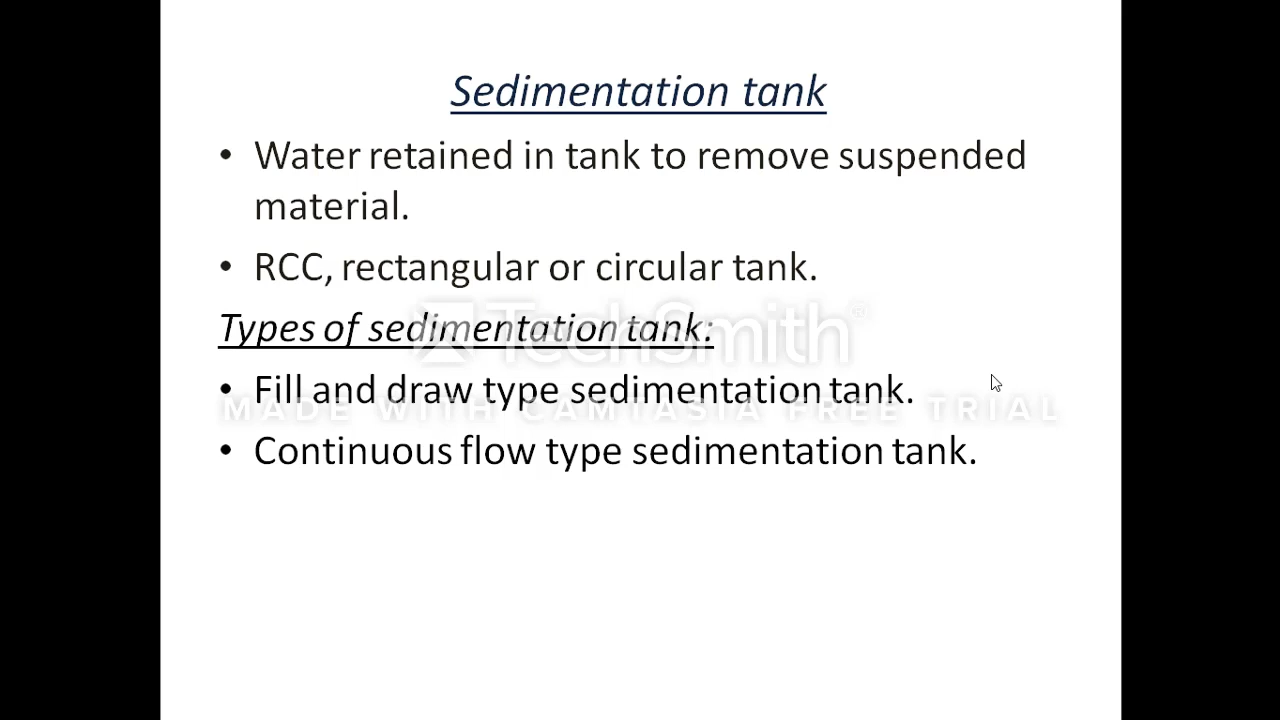 Sedimentation tank
• Water retained in tank to remove suspended
material.
• RCC, rectangular or circular tank.
Types of sedimentation tank:
TechSmith®
• Fill and draw type sedimentation tank.
MADE WITH CAMTASIA FREE TRIAL
• Continuous flow type sedimentation tank.